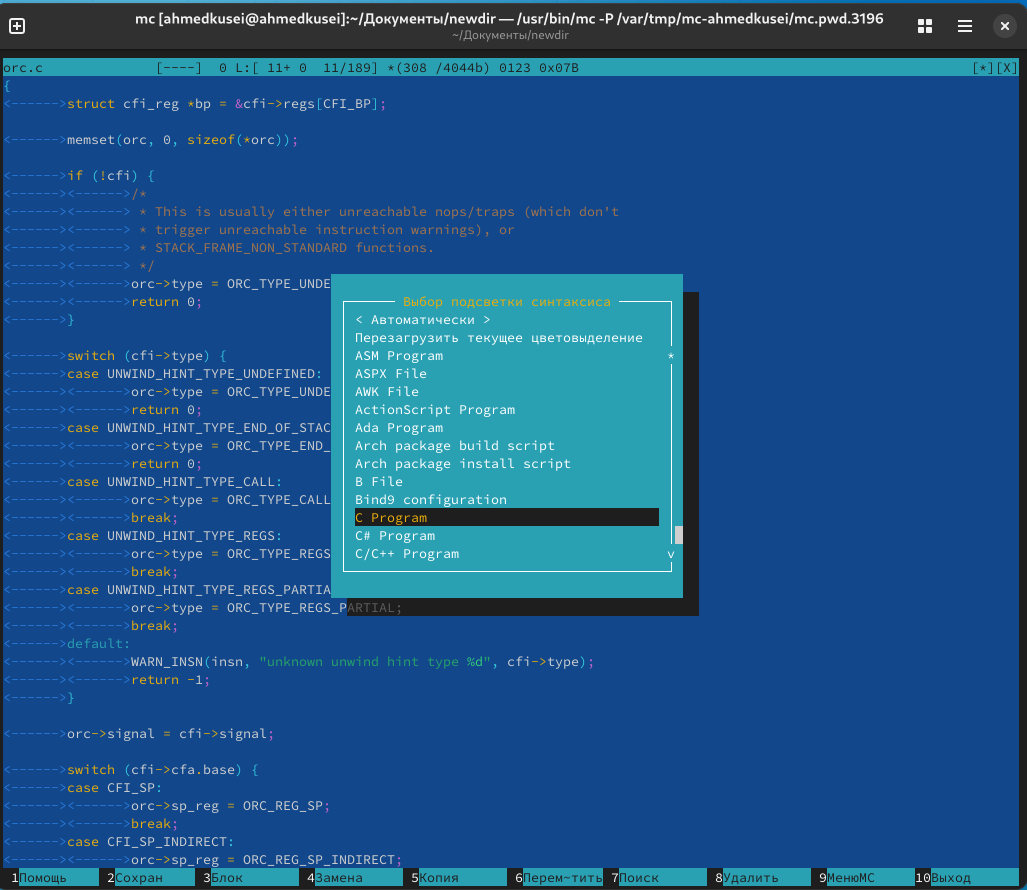 mc [ahmedkusei@ahmedkusei]:~/Документы/newdir — /usr/bin/mc -P /var/tmp/mc-ahmedkusei/mc.pwd.3196
~/Документы/newdir
orc.c [----] 0 L:[ 11+ 0 11/189] *(308 /4044b) 0123 0x07B [*][X]
{
<------>struct cfi_reg *bp = &cfi->regs[CFI_BP];
<------>memset(orc, 0, sizeof(*orc));
<------>if (!cfi) {
<------><------>/*
<------><------> * This is usually either unreachable nops/traps (which don't
<------><------> * trigger unreachable instruction warnings), or
<------><------> * STACK_FRAME_NON_STANDARD functions.
<------><------> */
<------><------>orc->type = ORC_TYPE_UNDE
<------><------>return 0;
<------>}
<------>switch (cfi->type) {
<------>case UNWIND_HINT_TYPE_UNDEFINED:
<------><------>orc->type = ORC_TYPE_UNDE
<------><------>return 0;
<------>case UNWIND_HINT_TYPE_END_OF_STAC
<------><------>orc->type = ORC_TYPE_END_
<------><------>return 0;
<------>case UNWIND_HINT_TYPE_CALL:
<------><------>orc->type = ORC_TYPE_CALL
<------><------>break;
<------>case UNWIND_HINT_TYPE_REGS:
<------><------>orc->type = ORC_TYPE_REGS
<------><------>break;
<------>case UNWIND_HINT_TYPE_REGS_PARTIA
<------><------>orc->type = ORC_TYPE_REGS_PARTIAL;
<------><------>break;
<------>default:
<------><------>WARN_INSN(insn, "unknown unwind hint type %d", cfi->type);
<------><------>return -1;
<------>}
<------>orc->signal = cfi->signal;
<------>switch (cfi->cfa.base) {
<------>case CFI_SP:
<------><------>orc->sp_reg = ORC_REG_SP;
<------><------>break;
<------>case CFI_SP_INDIRECT:
<------><------>orc->sp_reg = ORC_REG_SP_INDIRECT;
Выбор подсветки синтаксиса
< Автоматически >
Перезагрузить текущее цветовыделение
ASM Program *
ASPX File
AWK File
ActionScript Program
Ada Program
Arch package build script
Arch package install script
B File
Bind9 configuration
C Program
C# Program
C/C++ Program v
1Помощь 2Сохран 3Блок 4Замена 5Копия 6Перем~тить 7Поиск 8Удалить 9МенюMC 10Выход